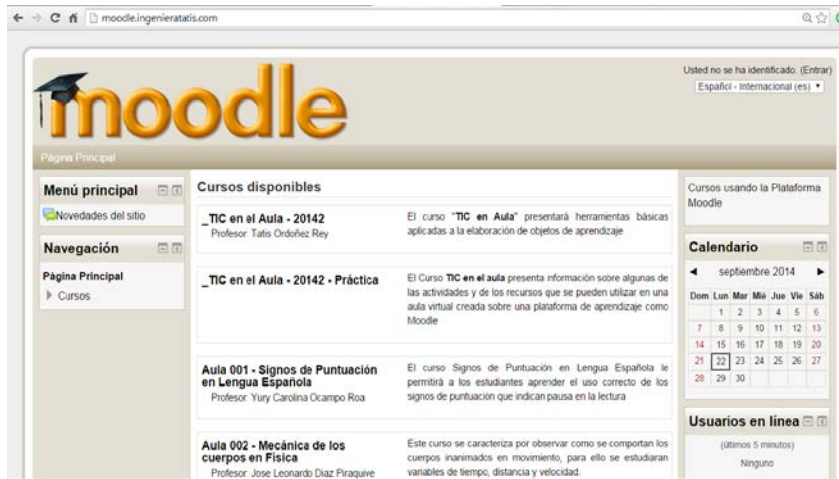 moodle.ingenieratatis.com
moodle
Usted no se ha identificado. (Entrar)
Español - Internacional (es)
Página Principal
Menú principal
Novedades del sitio
Navegación
Página Principal
Cursos
Cursos disponibles
_TIC en el Aula - 20142
Profesor: Tatis Ordoñez Rey
El curso "TIC en Aula" presentará herramientas básicas
aplicadas a la elaboración de objetos de aprendizaje
_TIC en el Aula - 20142 - Práctica
El Curso TIC en el aula presenta información sobre algunas de
las actividades y de los recursos que se pueden utilizar en una
aula virtual creada sobre una plataforma de aprendizaje como
Moodle
Aula 001 - Signos de Puntuación
en Lengua Española
Profesor: Yury Carolina Ocampo Roa
El curso Signos de Puntuación en Lengua Española le
permitirá a los estudiantes aprender el uso correcto de los
signos de puntuación que indican pausa en la lectura
Aula 002 - Mecánica de los
cuerpos en Física
Profesor: Jose Leonardo Diaz Piraquive
Este curso se caracteriza por observar como se comportan los
cuerpos inanimados en movimiento, para ello se estudiaran
variables de tiempo, distancia y velocidad.
Cursos usando la Plataforma
Moodle
Calendario
septiembre 2014
Dom Lun Mar Mié Jue Vie Sáb
1 2 3 4 5 6
7 8 9 10 11 12 13
14 15 16 17 18 19 20
21 22 23 24 25 26 27
28 29 30
Usuarios en línea
(últimos 5 minutos)
Ninguno